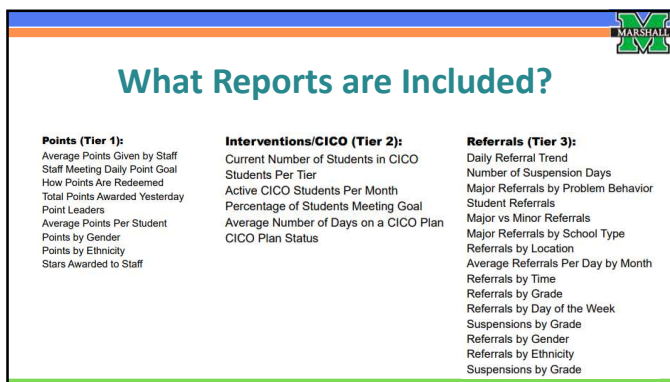 MARSHALL
What Reports are Included?
Points (Tier 1):
Average Points Given by Staff
Staff Meeting Daily Point Goal
How Points Are Redeemed
Total Points Awarded Yesterday
Point Leaders
Average Points Per Student
Points by Gender
Points by Ethnicity
Stars Awarded to Staff
Interventions/CICO (Tier 2):
Current Number of Students in CICO
Students Per Tier
Active CICO Students Per Month
Percentage of Students Meeting Goal
Average Number of Days on a CICO Plan
CICO Plan Status
Referrals (Tier 3):
Daily Referral Trend
Number of Suspension Days
Major Referrals by Problem Behavior
Student Referrals
Major vs Minor Referrals
Major Referrals by School Type
Referrals by Location
Average Referrals Per Day by Month
Referrals by Time
Referrals by Grade
Referrals by Day of the Week
Suspensions by Grade
Referrals by Gender
Referrals by Ethnicity
Suspensions by Grade